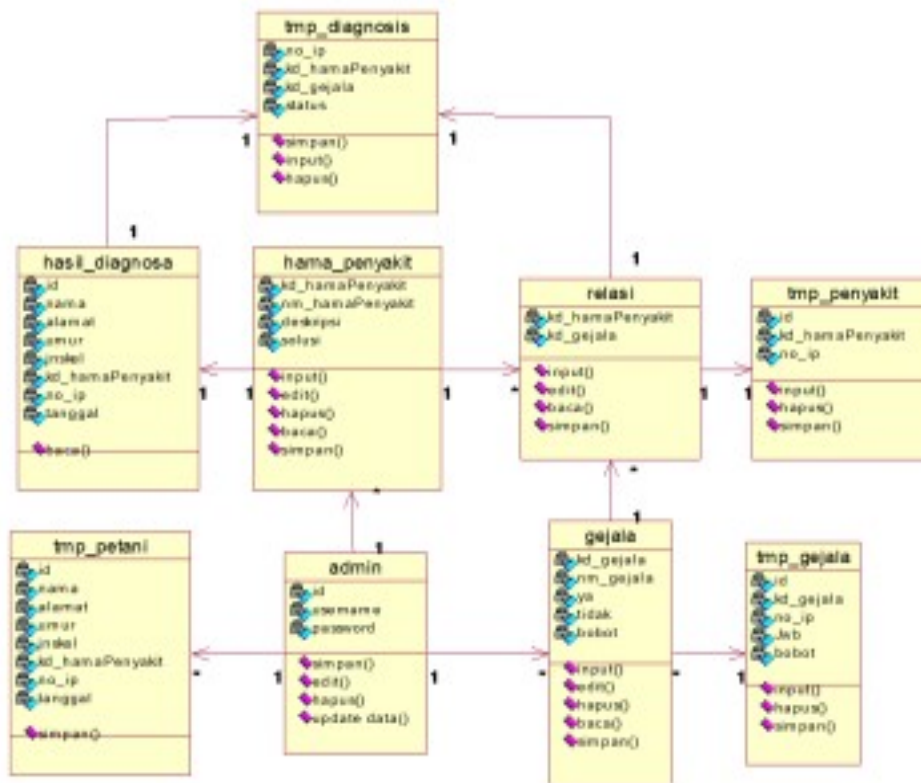 tmp_diagnosis
no_ip
kd_hamaPenyakit
kd_gejala
status
simpan()
input()
hapus()
1
1
1
1
hasil_diagnosa
id
nama
alamat
umur
jnskel
kd_hamaPenyakit
no_ip
tanggal
baca()
hama_penyakit
kd_hamaPenyakit
nm_hamaPenyakit
deskripsi
solusi
input()
edit()
hapus()
baca()
simpan()
relasi
kd_hamaPenyakit
kd_gejala
input()
edit()
baca()
simpan()
tmp_penyakit
id
kd_hamaPenyakit
no_ip
input()
hapus()
simpan()
1
1
1
*
1
1
*
1
*
1
tmp_petani
id
nama
alamat
umur
jnskel
kd_hamaPenyakit
no_ip
tanggal
simpan()
admin
id
username
password
simpan()
edit()
hapus()
update data()
gejala
kd_gejala
nm_gejala
ya
tidak
bobot
input()
edit()
hapus()
baca()
simpan()
tmp_gejala
id
kd_gejala
no_ip
Jwb
bobot
input()
hapus()
simpan()
*
1
1
*
*
1